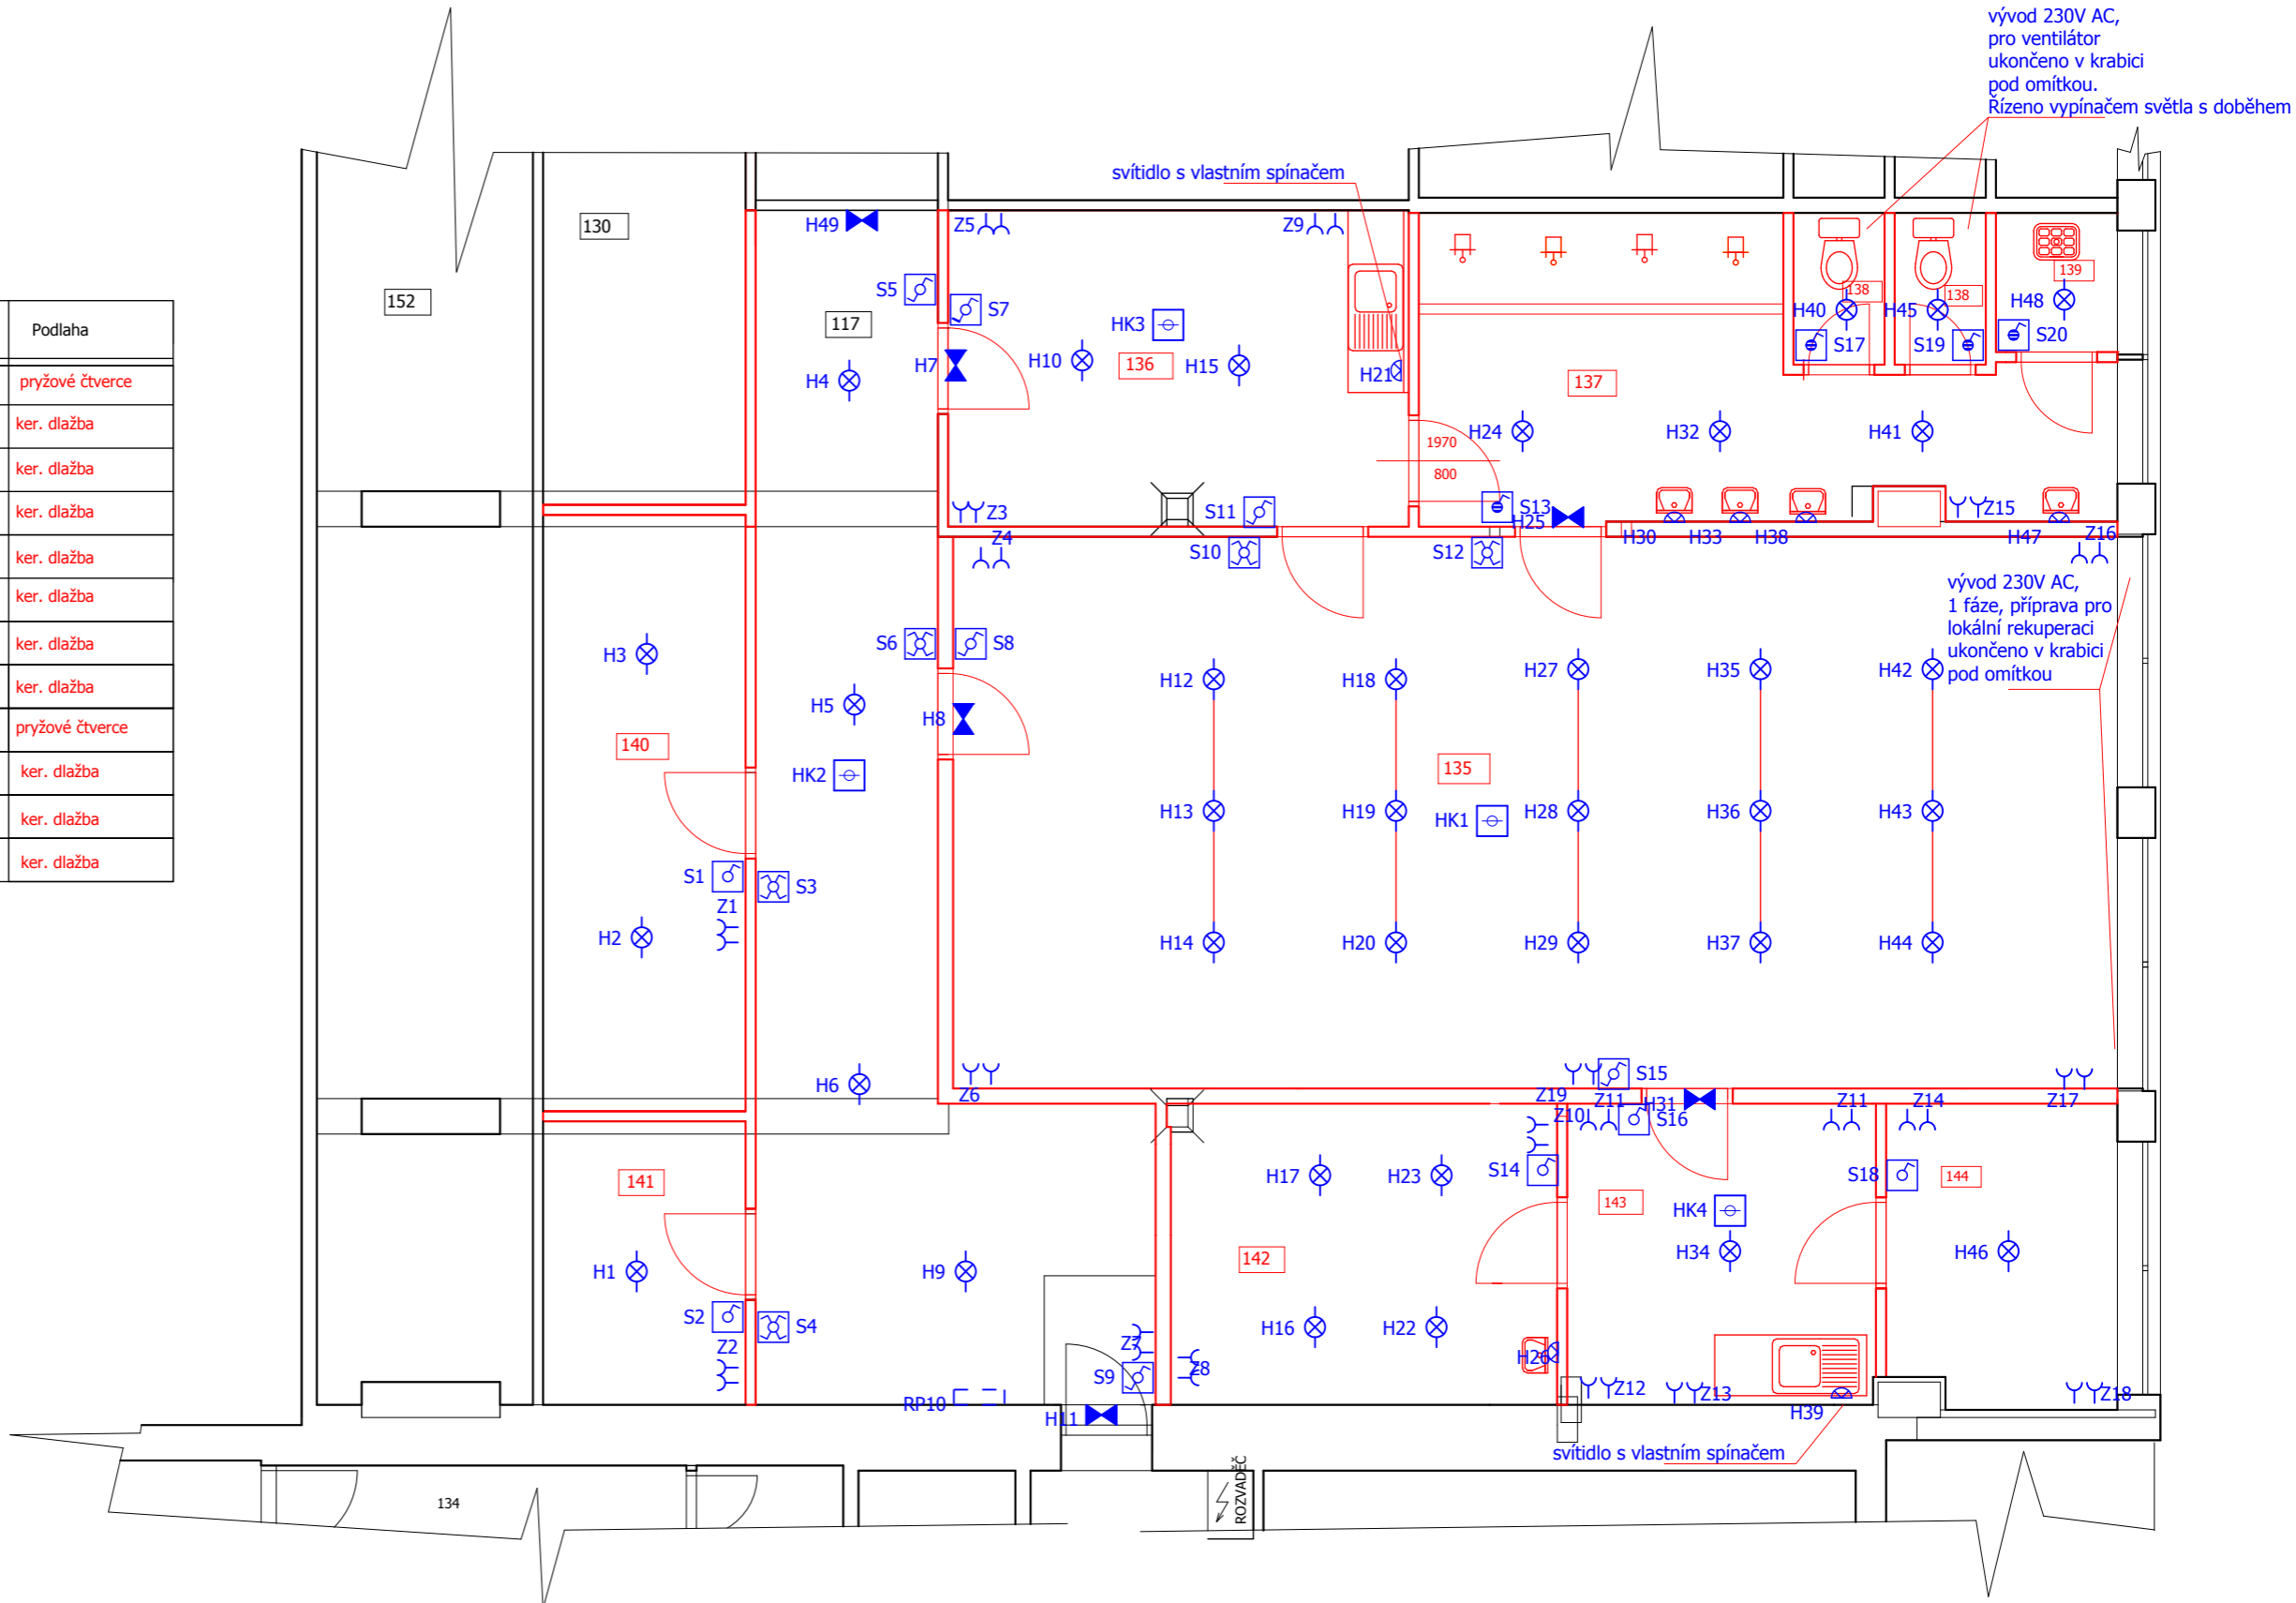 vývod 230V AC,
pro ventilátor
ukončeno v krabici
pod omítkou.
Řízeno vypínačem světla s doběhem
svítidlo s vlastním spínačem
130
H49
Z5
Z9
152
S5
S7
117
HK3
136
H4
H7
H10
H15
H21
137
138
138
139
H40
H45
H48
S17
S19
S20
Podlaha
pryžové čtverce
ker. dlažba
ker. dlažba
ker. dlažba
ker. dlažba
ker. dlažba
ker. dlažba
ker. dlažba
pryžové čtverce
ker. dlažba
ker. dlažba
ker. dlažba
1970
800
H24
H32
H41
Z3
Z4
S11
S10
S13
H25
S12
H30
H33
H38
Z15
H47
Z16
vývod 230V AC,
1 fáze, příprava pro
lokální rekuperaci
ukončeno v krabici
pod omítkou
H3
S6
S8
H5
H8
140
HK2
H12
H18
H27
H35
H42
135
H13
H19
HK1
H28
H36
H43
S1
S3
Z1
H2
H14
H20
H29
H37
H44
H6
Z6
S15
Z19
Z11
H31
Z10
S16
Z11
Z14
Z17
141
H17
H23
S14
143
HK4
S18
144
H1
H9
142
H34
H46
S2
S4
Z2
Z7
Z8
S9
H16
H22
H26
RP10
H11
Z12
Z13
H39
Z18
svítidlo s vlastním spínačem
134
ROZVADĚČ